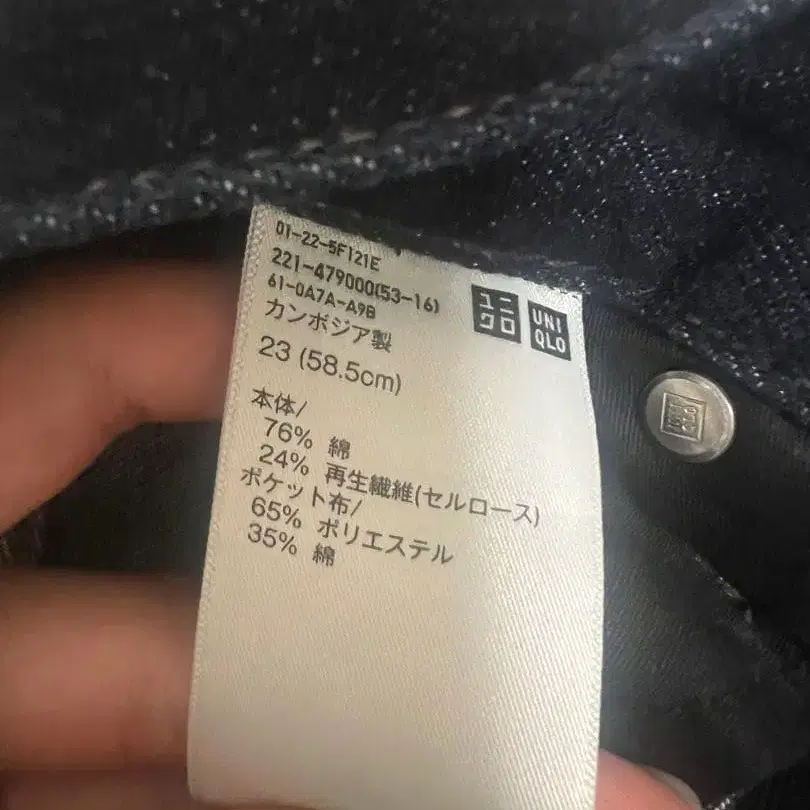 01-22-5F121E
221-479000(53-16)
61-0A7A-A9B
カンボジア製
23 (58.5cm)
ユニ
クロ
UNI
QLO
本体/
76% 綿
24% 再生繊維(セルロース)
ポケット布/
65% ポリエステル
35% 綿